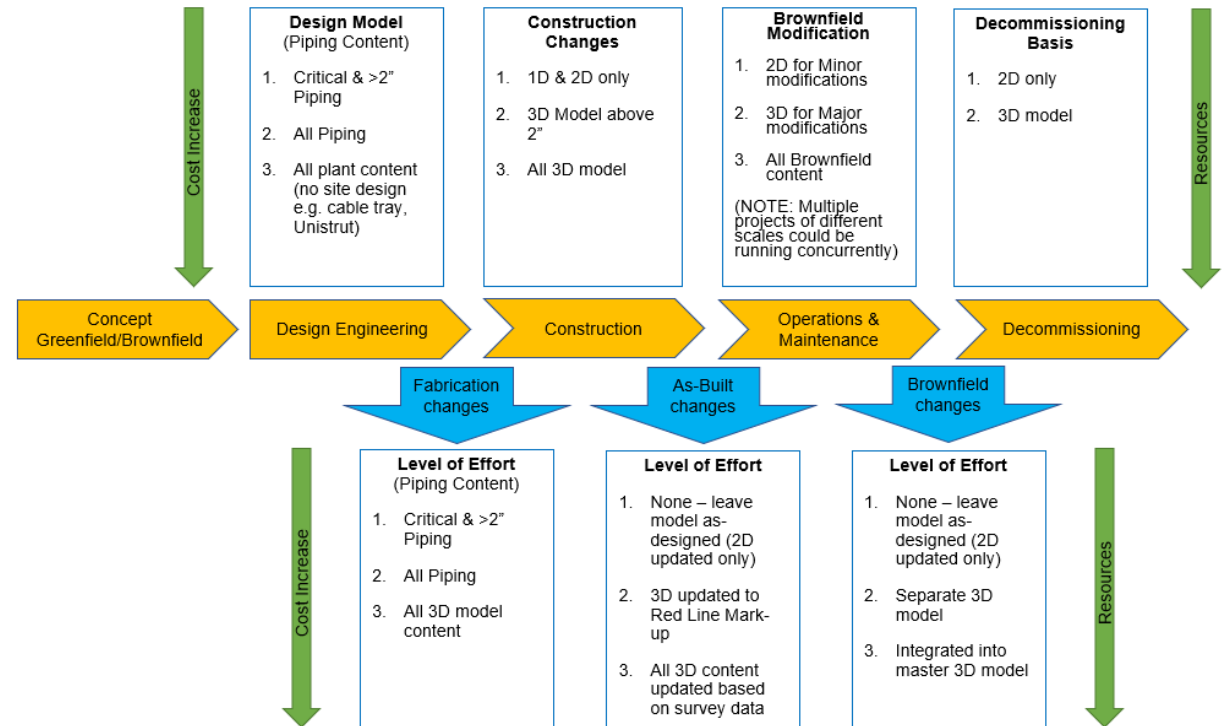 Cost Increase
Design Model
(Piping Content)
1. Critical & >2”
Piping
2. All Piping
3. All plant content
(no site design
e.g. cable tray,
Unistrut)
Construction
Changes
1. 1D & 2D only
2. 3D Model above
2”
3. All 3D model
Brownfield
Modification
1. 2D for Minor
modifications
2. 3D for Major
modifications
3. All Brownfield
content
(NOTE: Multiple
projects of different
scales could be
running concurrently)
Decommissioning
Basis
1. 2D only
2. 3D model
Resources
Concept
Greenfield/Brownfield
Design Engineering
Construction
Operations &
Maintenance
Decommissioning
Fabrication
changes
As-Built
changes
Brownfield
changes
Cost Increase
Level of Effort
(Piping Content)
1. Critical & >2”
Piping
2. All Piping
3. All 3D model
content
Level of Effort
1. None – leave
model as-
designed (2D
updated only)
2. 3D updated to
Red Line Mark-
up
3. All 3D content
updated based
on survey data
Level of Effort
1. None – leave
model as-
designed (2D
updated only)
2. Separate 3D
model
3. Integrated into
master 3D model
Resources